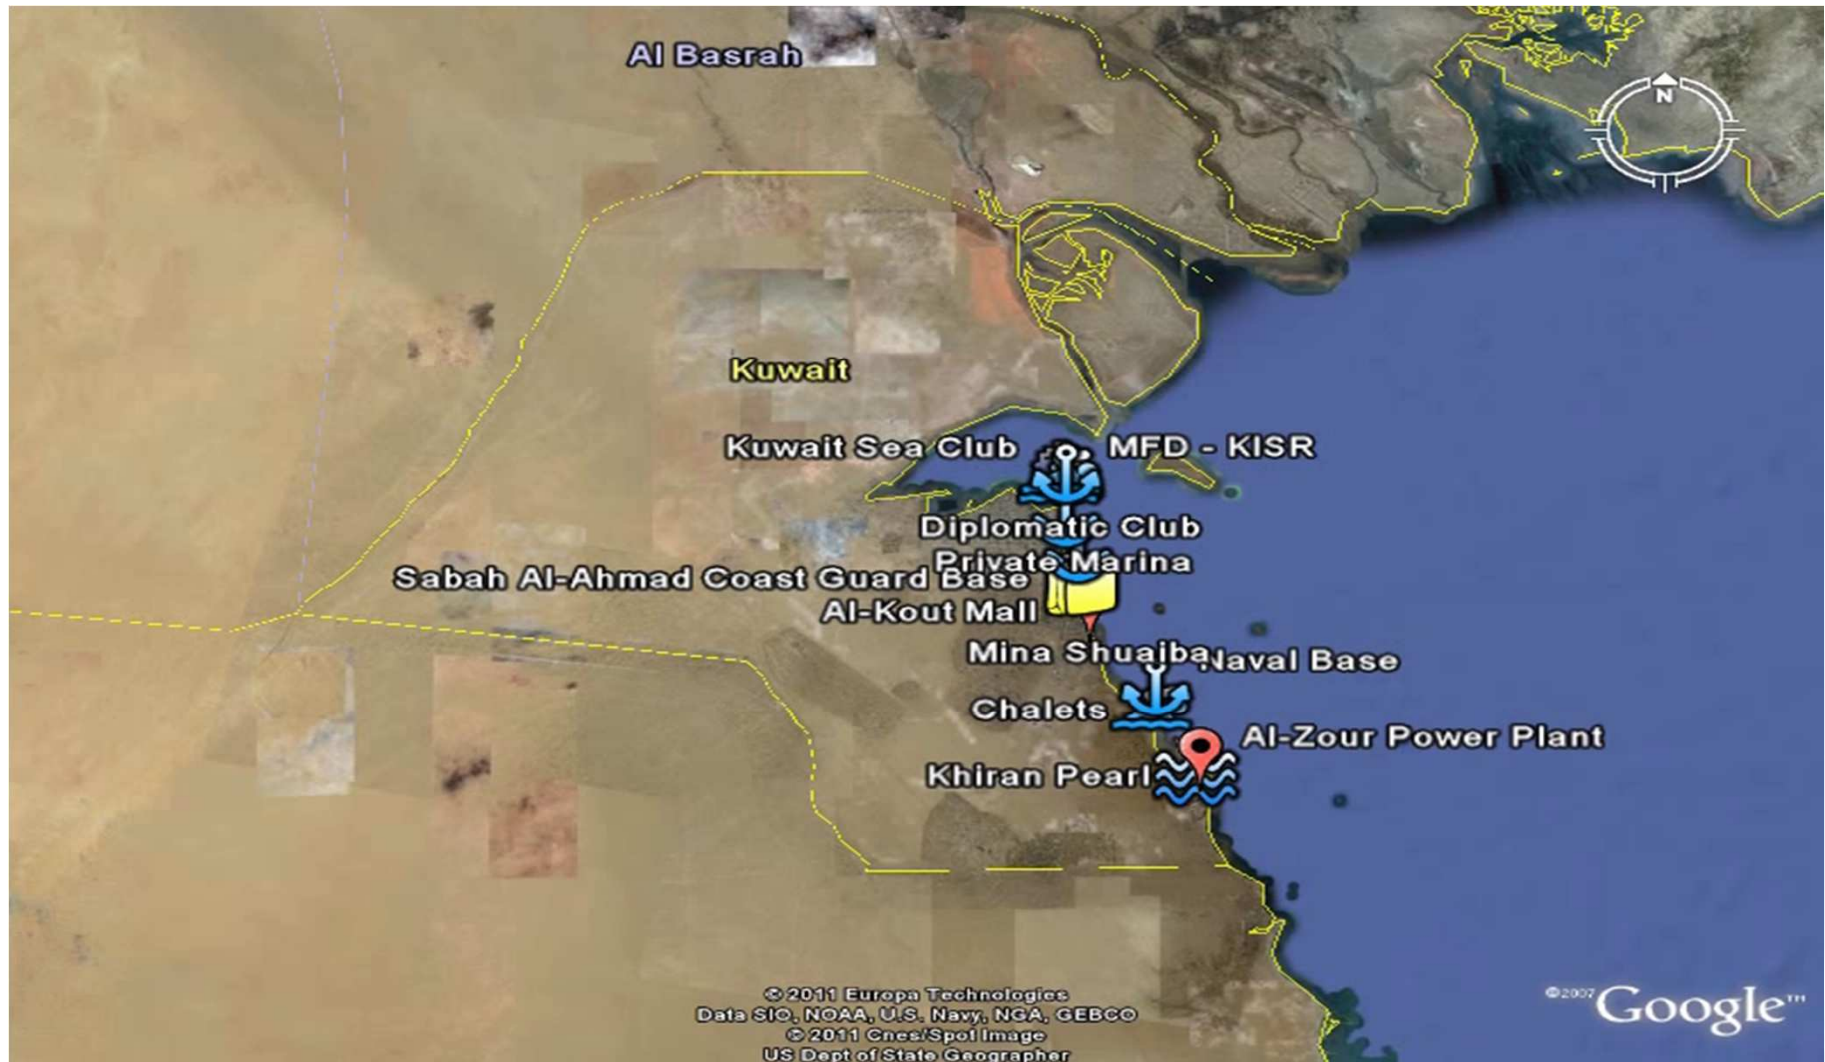 Al Basrah
N
Kuwait
Kuwait Sea Club
MFD - KISR
Diplomatic Club
Private Marina
Sabah Al-Ahmad Coast Guard Base
Al-Kout Mall
Mina Shuaiba
Naval Base
Chalets
Al-Zour Power Plant
Khiran Pearl
© 2011 Europa Technologies
Data SIO, NOAA, U.S. Navy, NGA, GEBCO
© 2011 Cnes/Spot Image
US Dept of State Geographer
©2007 Google™